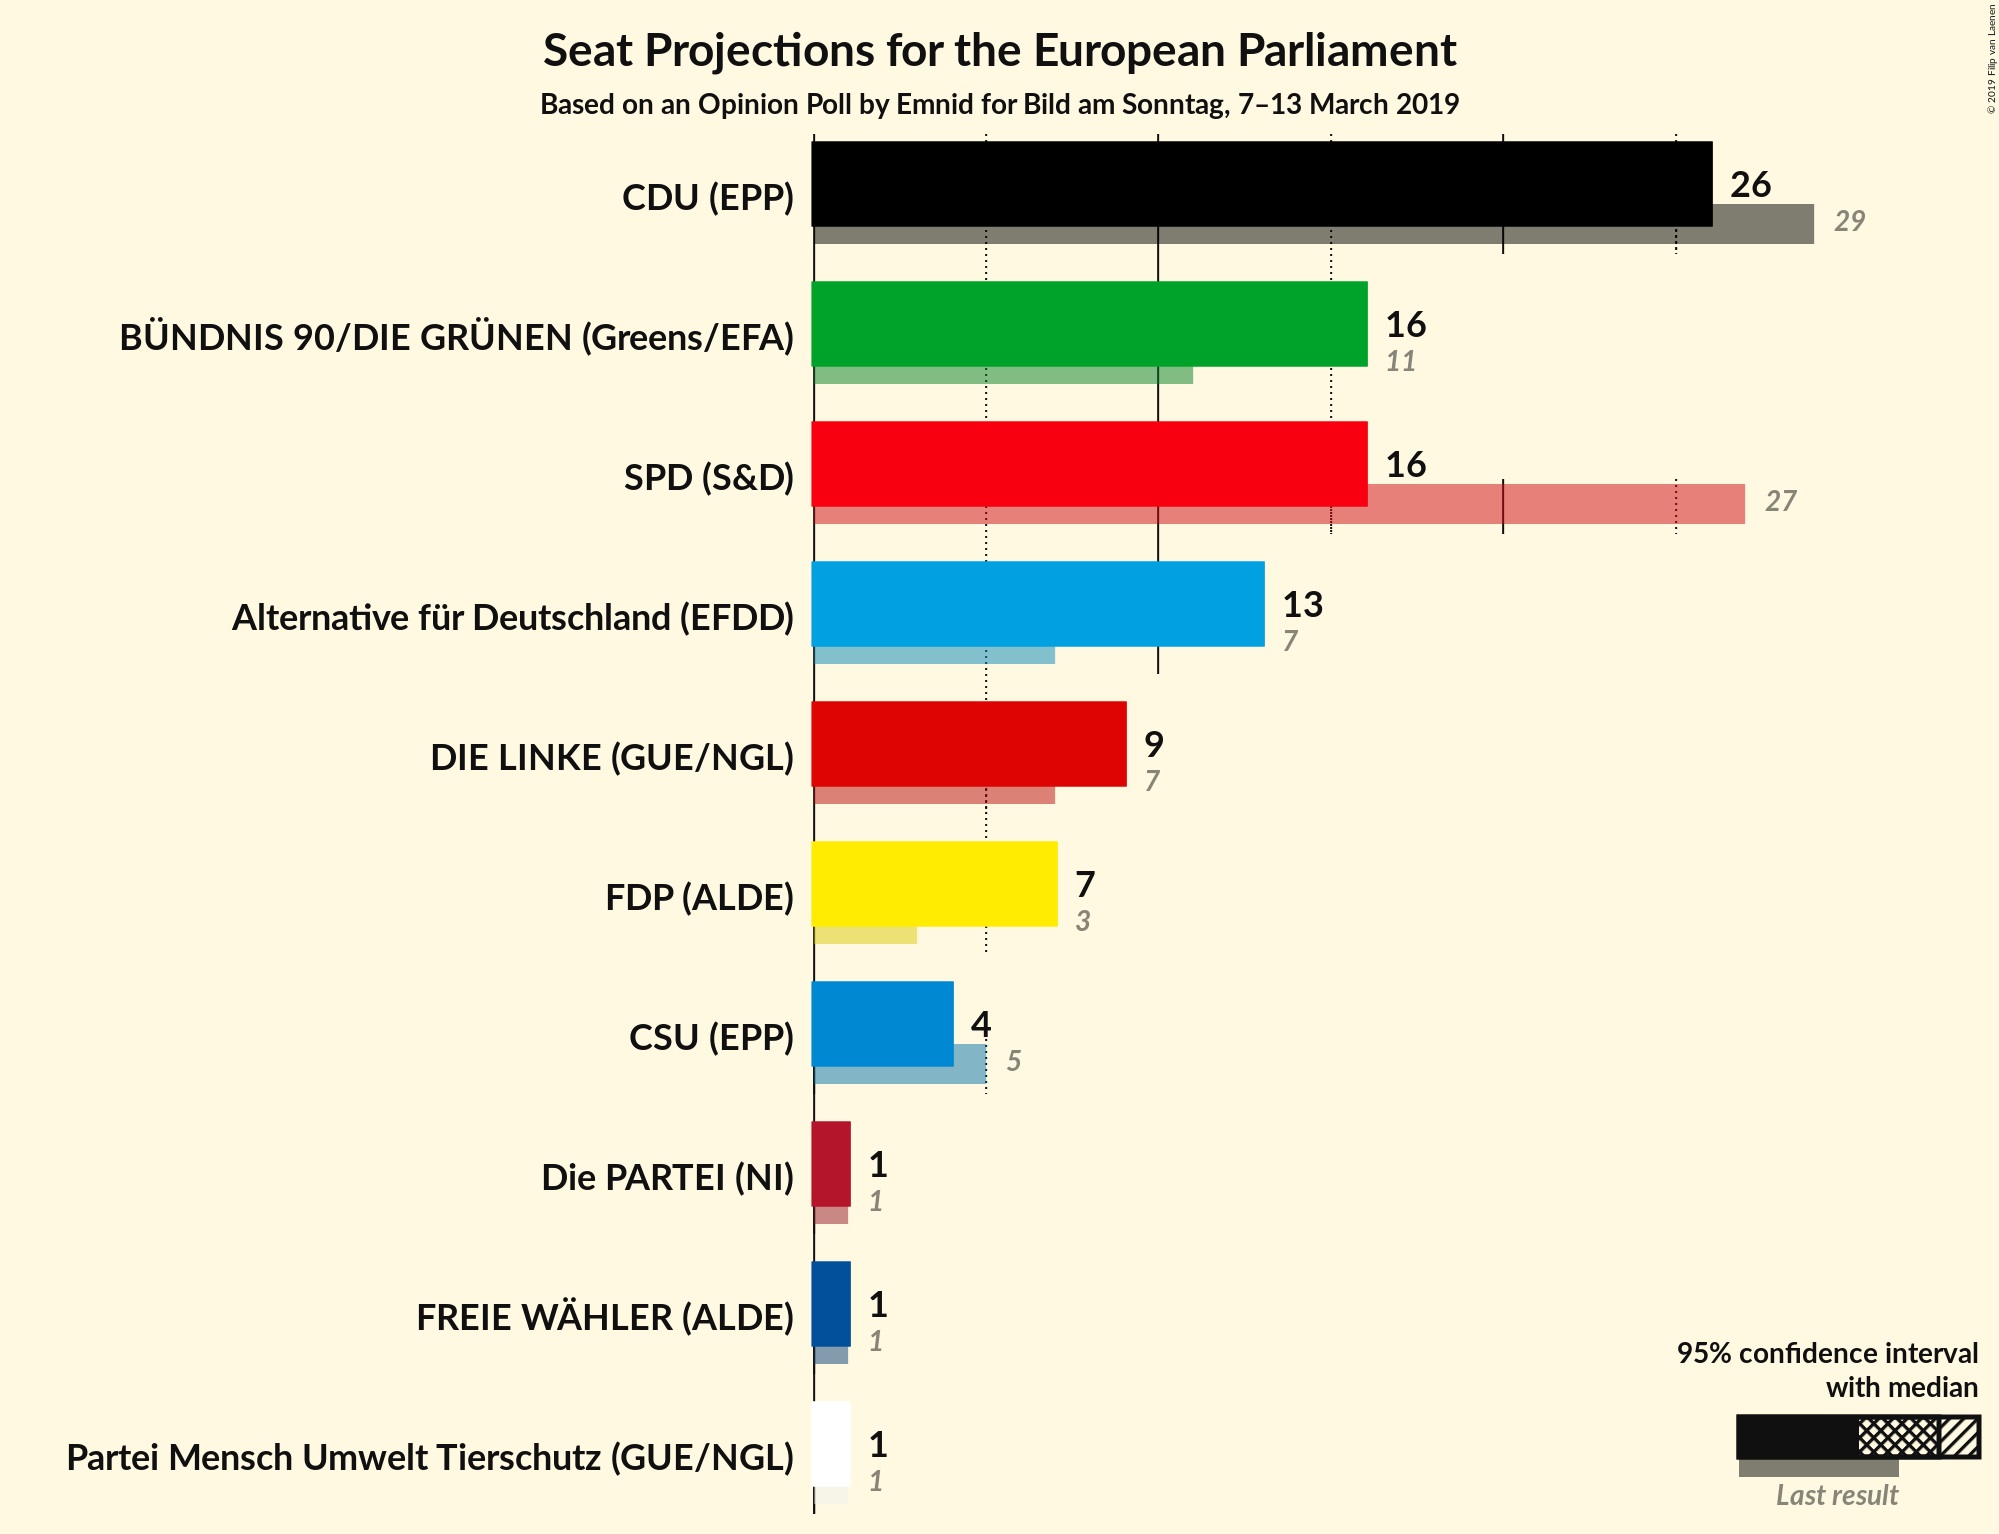 Seat Projections for the European Parliament
Based on an Opinion Poll by Emnid for Bild am Sonntag, 7–13 March 2019
© 2019 Filip van Laenen
CDU (EPP)
26
29
BÜNDNIS 90/DIE GRÜNEN (Greens/EFA)
16
11
SPD (S&D)
16
27
Alternative für Deutschland (EFDD)
13
7
DIE LINKE (GUE/NGL)
9
7
FDP (ALDE)
7
3
CSU (EPP)
4
5
Die PARTEI (NI)
1
1
FREIE WÄHLER (ALDE)
1
1
Partei Mensch Umwelt Tierschutz (GUE/NGL)
1
1
95% confidence interval
with median
Last result